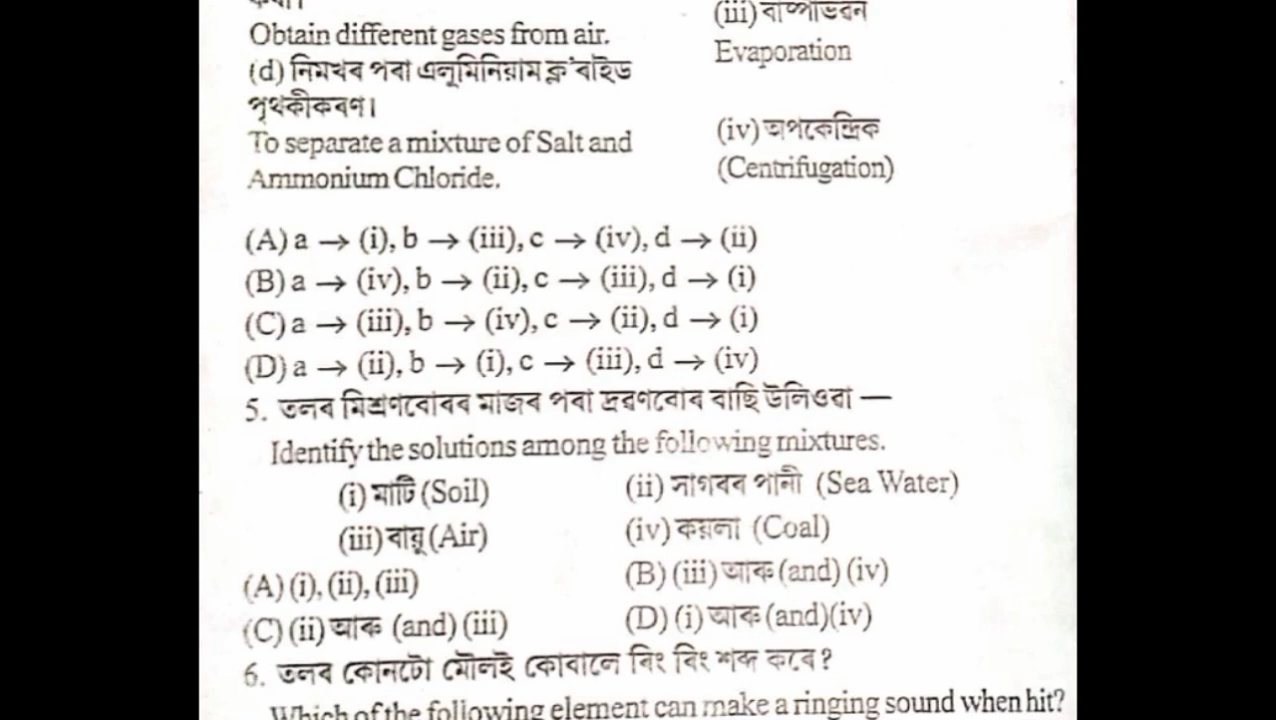 Obtain different gases from air.
(d) নিমখৰ পৰা এলুমিনিয়াম ক্ল'ৰাইড
পৃথকীকৰণ।
To separate a mixture of Salt and
Ammonium Chloride.
(iii) বাষ্পীভৱন
Evaporation
(iv) অপকেন্দ্ৰিক
(Centrifugation)
(A) a → (i), b → (iii), c → (iv), d → (ii)
(B) a → (iv), b → (ii), c → (iii), d → (i)
(C) a → (iii), b → (iv), c → (ii), d → (i)
(D) a → (ii), b → (i), c → (iii), d → (iv)
5. তলৰ মিশ্ৰণবোৰৰ মাজৰ পৰা দ্ৰৱণবোৰ বাছি উলিওৱা —
Identify the solutions among the following mixtures.
(i) মাটি (Soil) (ii) সাগৰৰ পানী (Sea Water)
(iii) বায়ু (Air) (iv) কয়লা (Coal)
(A) (i), (ii), (iii) (B) (iii) আৰু (and) (iv)
(C) (ii) আৰু (and) (iii) (D) (i) আৰু (and)(iv)
6. তলৰ কোনটো মৌলই কোবালে ৰিং ৰিং শব্দ কৰে?
Which of the following element can make a ringing sound when hit?